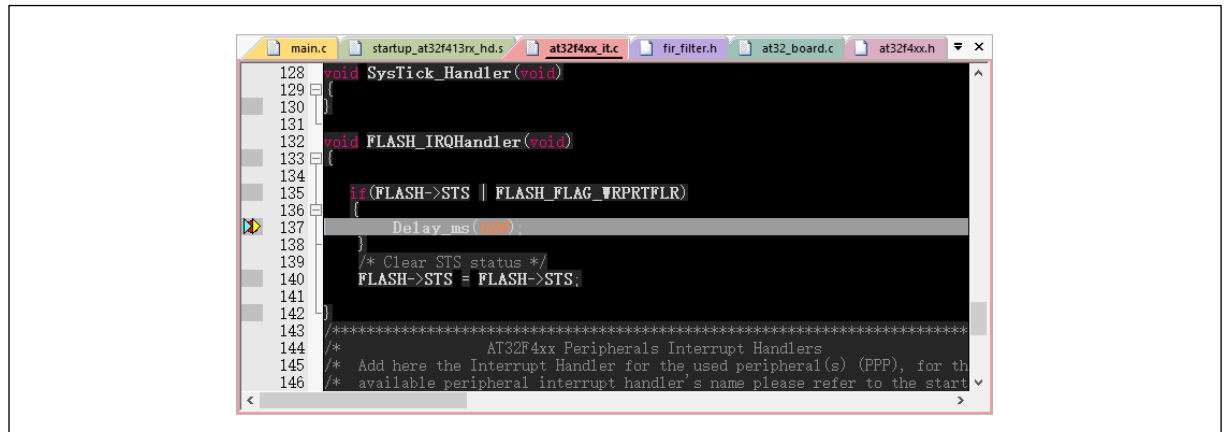 main.c startup_at32f413rx_hd.s at32f4xx_it.c fir_filter.h at32_board.c at32f4xx.h
128 void SysTick_Handler(void)
129 {
130 }
131
132 void FLASH_IRQHandler(void)
133 {
134
135 if(FLASH->STS | FLASH_FLAG_WRPRTFLR)
136 {
137 Delay_ms(500);
138 }
139 /* Clear STS status */
140 FLASH->STS = FLASH->STS;
141
142 }
143 /******************************************************************************
144 /* AT32F4xx Peripherals Interrupt Handlers
145 /* Add here the Interrupt Handler for the used peripheral(s) (PPP), for th
146 /* available peripheral interrupt handler's name please refer to the start